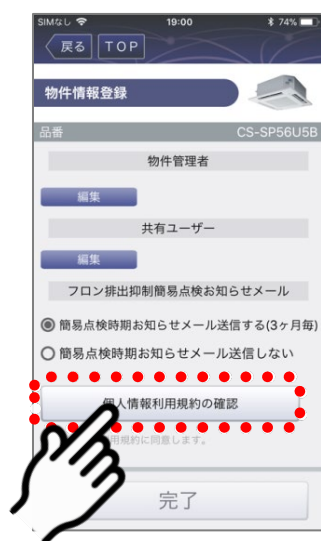 SIMなし 19:00 74%
戻る TOP
物件情報登録
品番 CS-SP56U5B
物件管理者
編集
共有ユーザー
編集
フロン排出抑制簡易点検お知らせメール
簡易点検時期お知らせメール送信する(3ヶ月毎)
簡易点検時期お知らせメール送信しない
個人情報利用規約の確認
用規約に同意します。
完了